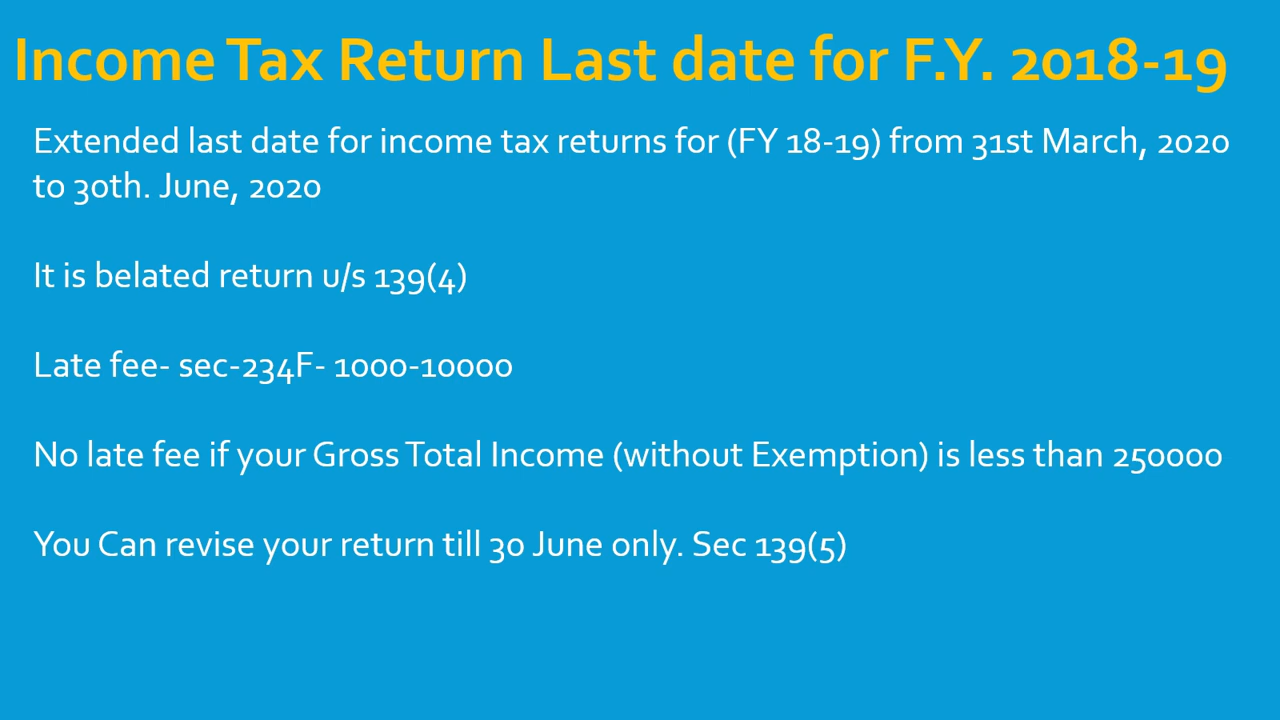 Income Tax Return Last date for F.Y. 2018-19
Extended last date for income tax returns for (FY 18-19) from 31st March, 2020
to 30th. June, 2020
It is belated return u/s 139(4)
Late fee- sec-234F- 1000-10000
No late fee if your Gross Total Income (without Exemption) is less than 250000
You Can revise your return till 30 June only. Sec 139(5)